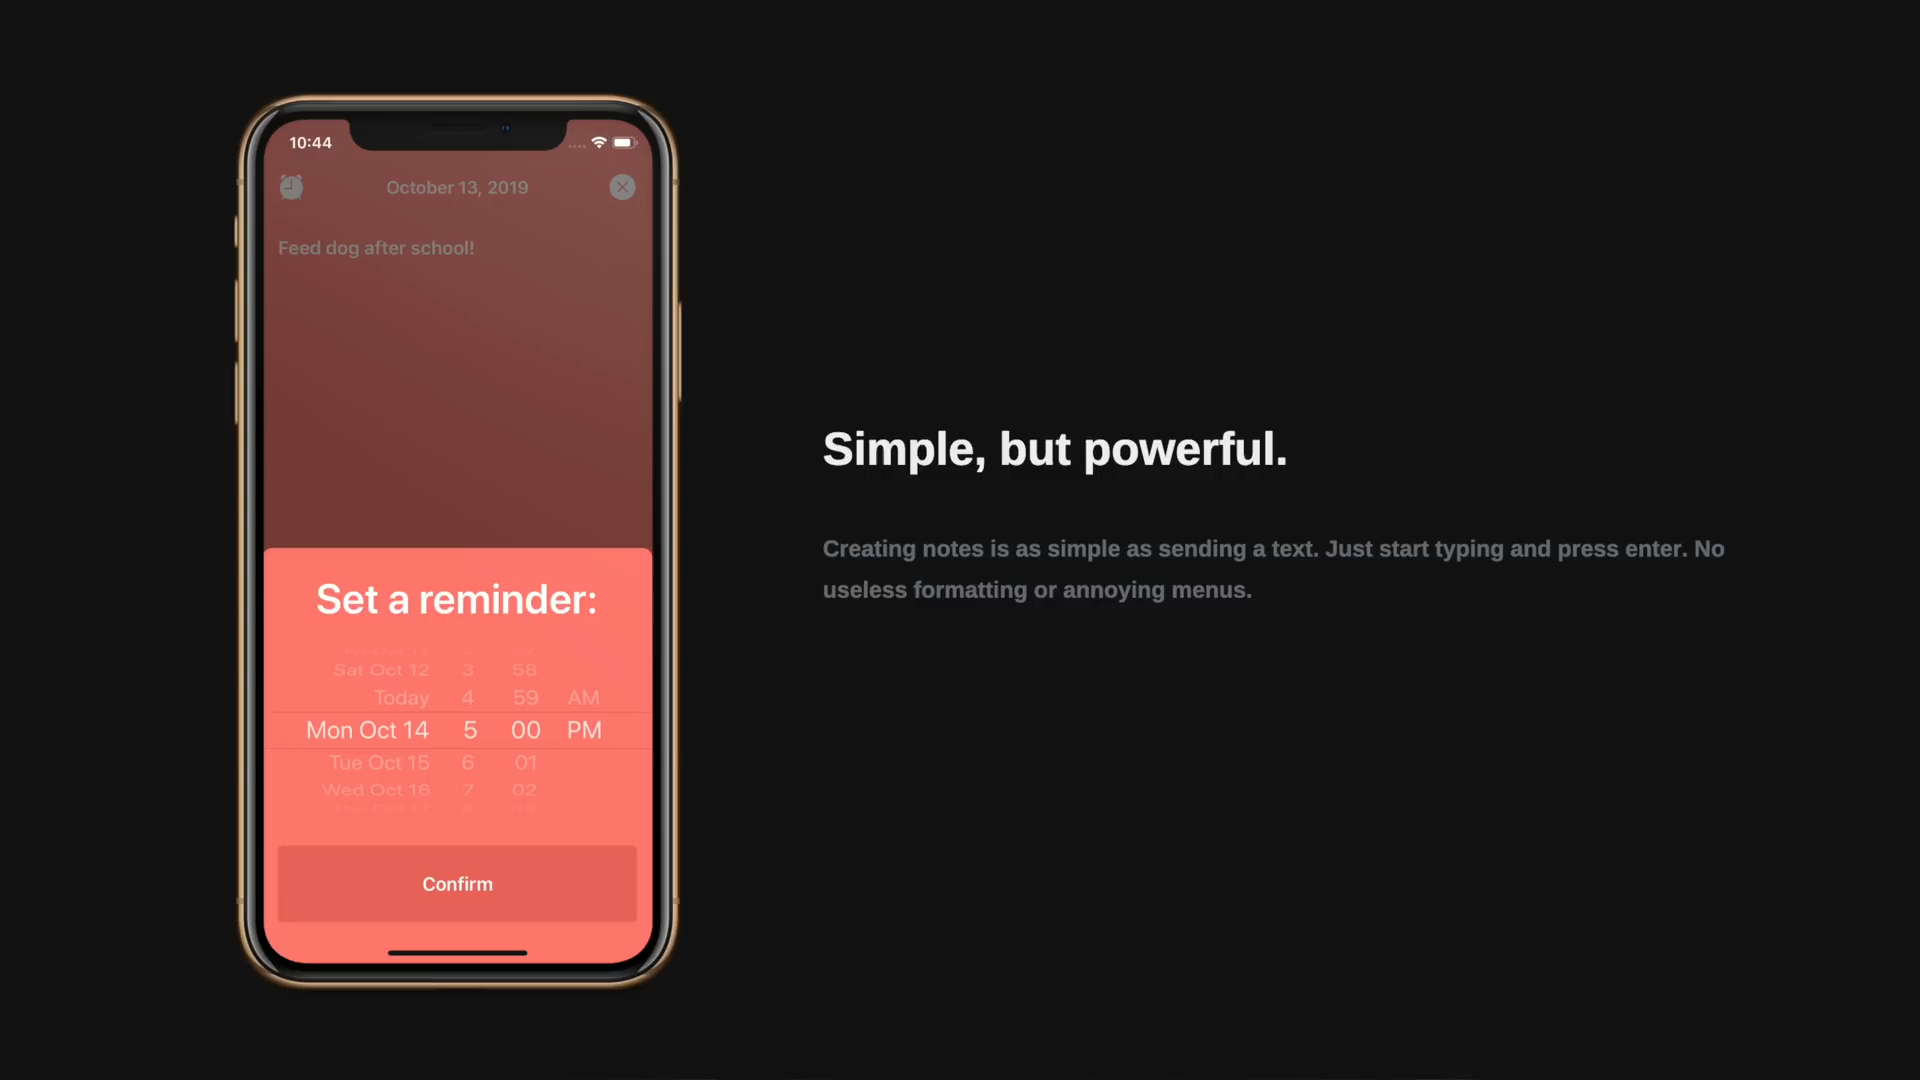 10:44
October 13, 2019
Feed dog after school!
Set a reminder:
Sat Oct 12 3 58
Today 4 59 AM
Mon Oct 14 5 00 PM
Tue Oct 15 6 01
Wed Oct 16 7 02
Confirm
Simple, but powerful.
Creating notes is as simple as sending a text. Just start typing and press enter. No
useless formatting or annoying menus.